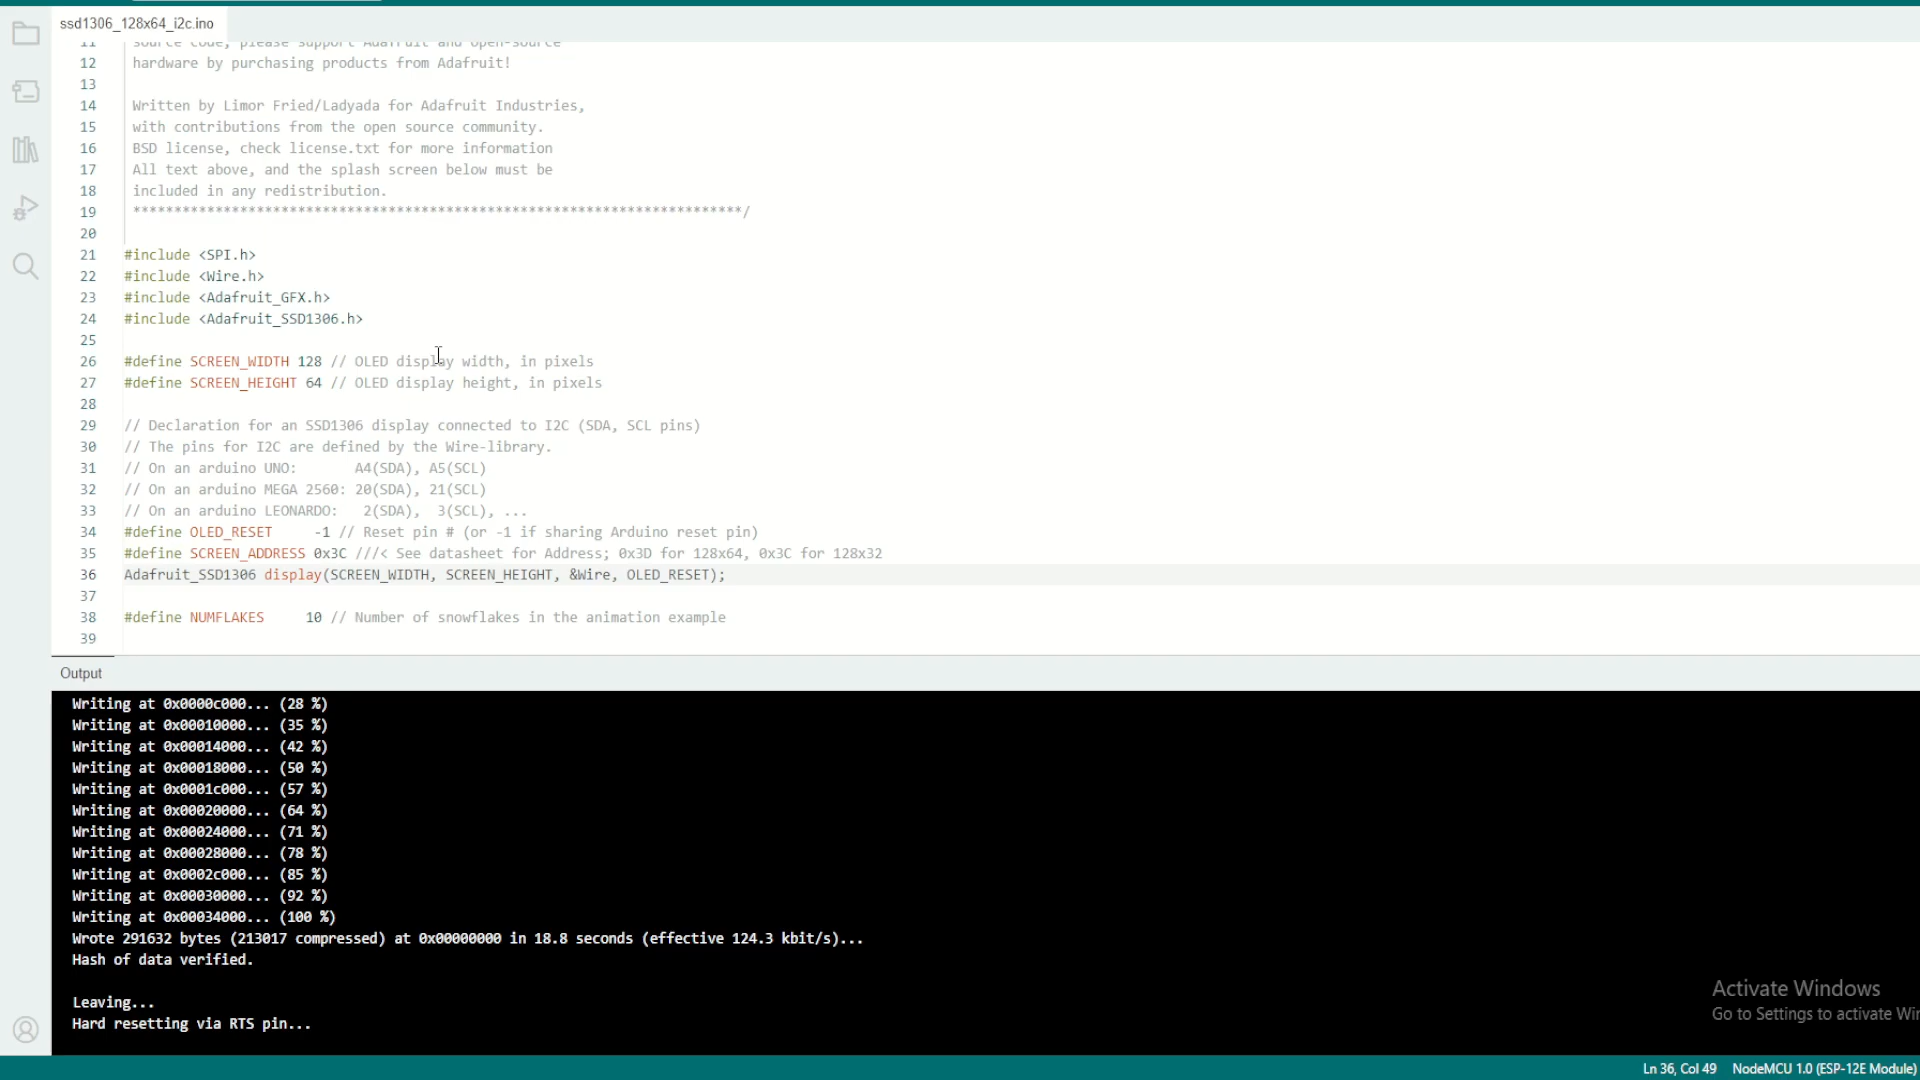 ssd1306_128x64_i2c.ino
11 source code, please support Adafruit and open-source
12 hardware by purchasing products from Adafruit!
13
14 Written by Limor Fried/Ladyada for Adafruit Industries,
15 with contributions from the open source community.
16 BSD license, check license.txt for more information
17 All text above, and the splash screen below must be
18 included in any redistribution.
19 **************************************************************************/
20
21 #include <SPI.h>
22 #include <Wire.h>
23 #include <Adafruit_GFX.h>
24 #include <Adafruit_SSD1306.h>
25
26 #define SCREEN_WIDTH 128 // OLED display width, in pixels
27 #define SCREEN_HEIGHT 64 // OLED display height, in pixels
28
29 // Declaration for an SSD1306 display connected to I2C (SDA, SCL pins)
30 // The pins for I2C are defined by the Wire-library.
31 // On an arduino UNO:       A4(SDA), A5(SCL)
32 // On an arduino MEGA 2560: 20(SDA), 21(SCL)
33 // On an arduino LEONARDO:   2(SDA),  3(SCL), ...
34 #define OLED_RESET     -1 // Reset pin # (or -1 if sharing Arduino reset pin)
35 #define SCREEN_ADDRESS 0x3C ///< See datasheet for Address; 0x3D for 128x64, 0x3C for 128x32
36 Adafruit_SSD1306 display(SCREEN_WIDTH, SCREEN_HEIGHT, &Wire, OLED_RESET);
37
38 #define NUMFLAKES     10 // Number of snowflakes in the animation example
39
Output
Writing at 0x0000c000... (28 %)
Writing at 0x00010000... (35 %)
Writing at 0x00014000... (42 %)
Writing at 0x00018000... (50 %)
Writing at 0x0001c000... (57 %)
Writing at 0x00020000... (64 %)
Writing at 0x00024000... (71 %)
Writing at 0x00028000... (78 %)
Writing at 0x0002c000... (85 %)
Writing at 0x00030000... (92 %)
Writing at 0x00034000... (100 %)
Wrote 291632 bytes (213017 compressed) at 0x00000000 in 18.8 seconds (effective 124.3 kbit/s)...
Hash of data verified.
Leaving...
Hard resetting via RTS pin...
Activate Windows
Go to Settings to activate Wi
Ln 36, Col 49 NodeMCU 1.0 (ESP-12E Module)